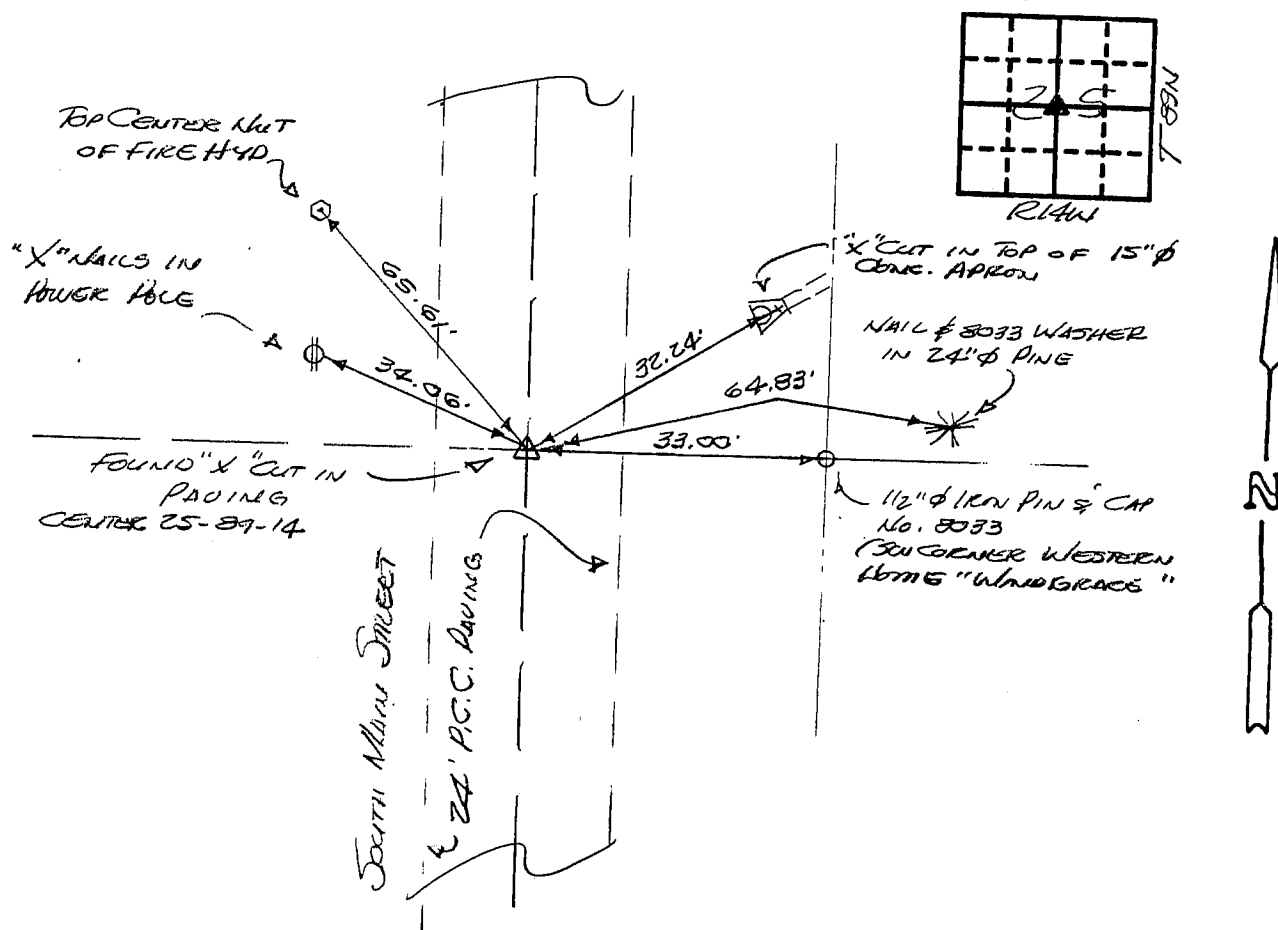 TOP CENTER NUT
OF FIRE HYD.
"X" NAILS IN
POWER POLE
65.61'
34.06'
32.24'
64.83'
33.00'
25
T 89N
R14W
"X" CUT IN TOP OF 15"φ
CONC. APRON
NAIL & 8033 WASHER
IN 24"φ PINE
FOUND "X" CUT IN
PAVING
CENTER 25-89-14
1/2"φ IRON PIN & CAP
No. 8033
(SW CORNER WESTERN
HOME "WINDGRACE"
SOUTH MAIN STREET
℄ 24' P.C.C. PAVING
N